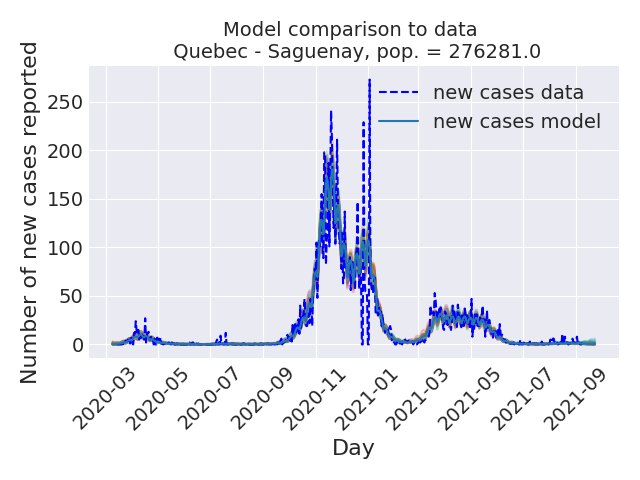 Model comparison to data
Quebec - Saguenay, pop. = 276281.0
Number of new cases reported
250
200
150
100
50
0
new cases data
new cases model
2020-03
2020-05
2020-07
2020-09
2020-11
2021-01
2021-03
2021-05
2021-07
2021-09
Day